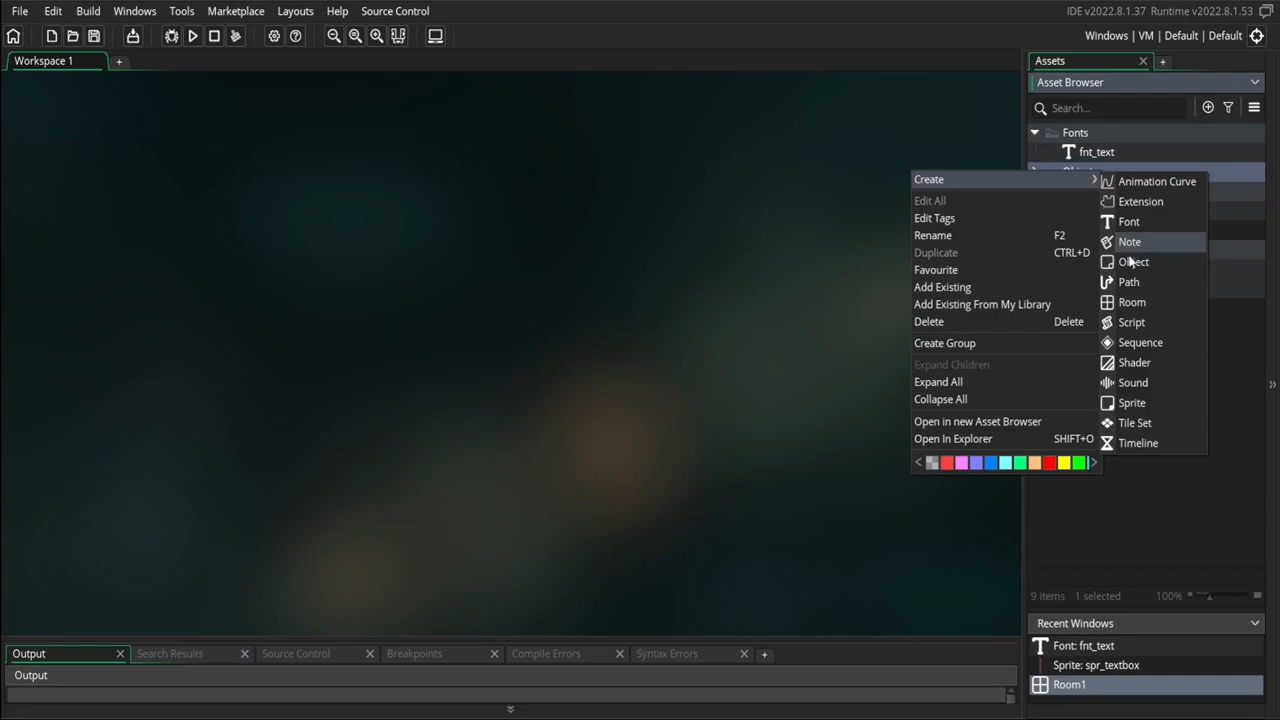 File Edit Build Windows Tools Marketplace Layouts Help Source Control IDE v2022.8.1.37 Runtime v2022.8.1.53
Windows | VM | Default | Default
Workspace 1
Assets
Asset Browser
Search...
Fonts
fnt_text
Create
Edit All
Edit Tags
Rename F2
Duplicate CTRL+D
Favourite
Add Existing
Add Existing From My Library
Delete Delete
Create Group
Expand Children
Expand All
Collapse All
Open in new Asset Browser
Open In Explorer SHIFT+O
Animation Curve
Extension
Font
Note
Object
Path
Room
Script
Sequence
Shader
Sound
Sprite
Tile Set
Timeline
9 items 1 selected 100%
Recent Windows
Font: fnt_text
Sprite: spr_textbox
Room1
Output Search Results Source Control Breakpoints Compile Errors Syntax Errors
Output